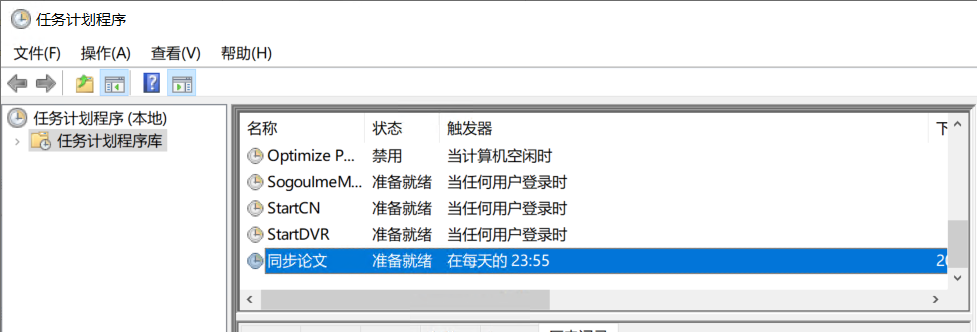 任务计划程序
文件(F) 操作(A) 查看(V) 帮助(H)
任务计划程序 (本地)
任务计划程序库
名称 状态 触发器 下
Optimize P... 禁用 当计算机空闲时
SogouImeM... 准备就绪 当任何用户登录时
StartCN 准备就绪 当任何用户登录时
StartDVR 准备就绪 当任何用户登录时
同步论文 准备就绪 在每天的 23:55 20